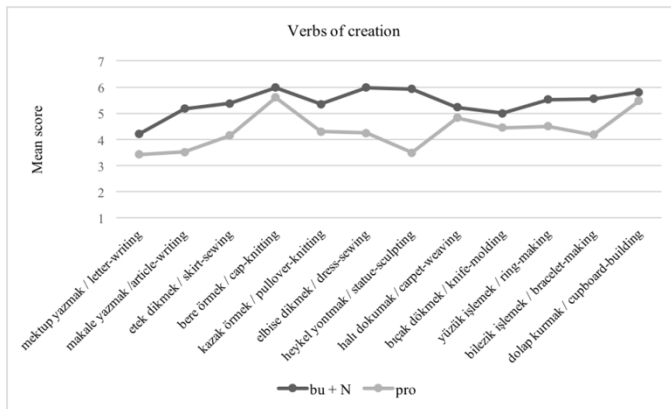 Verbs of creation
7
6
5
4
3
2
1
Mean score
mektup yazmak / letter-writing
makale yazmak /article-writing
etek dikmek / skirt-sewing
bere örmek / cap-knitting
kazak örmek / pullover-knitting
elbise dikmek / dress-sewing
heykel yontmak / statue-sculpting
halı dokumak / carpet-weaving
bıçak dökmek / knife-molding
yüzük işlemek / ring-making
bilezik işlemek / bracelet-making
dolap kurmak / cupboard-building
bu + N
pro